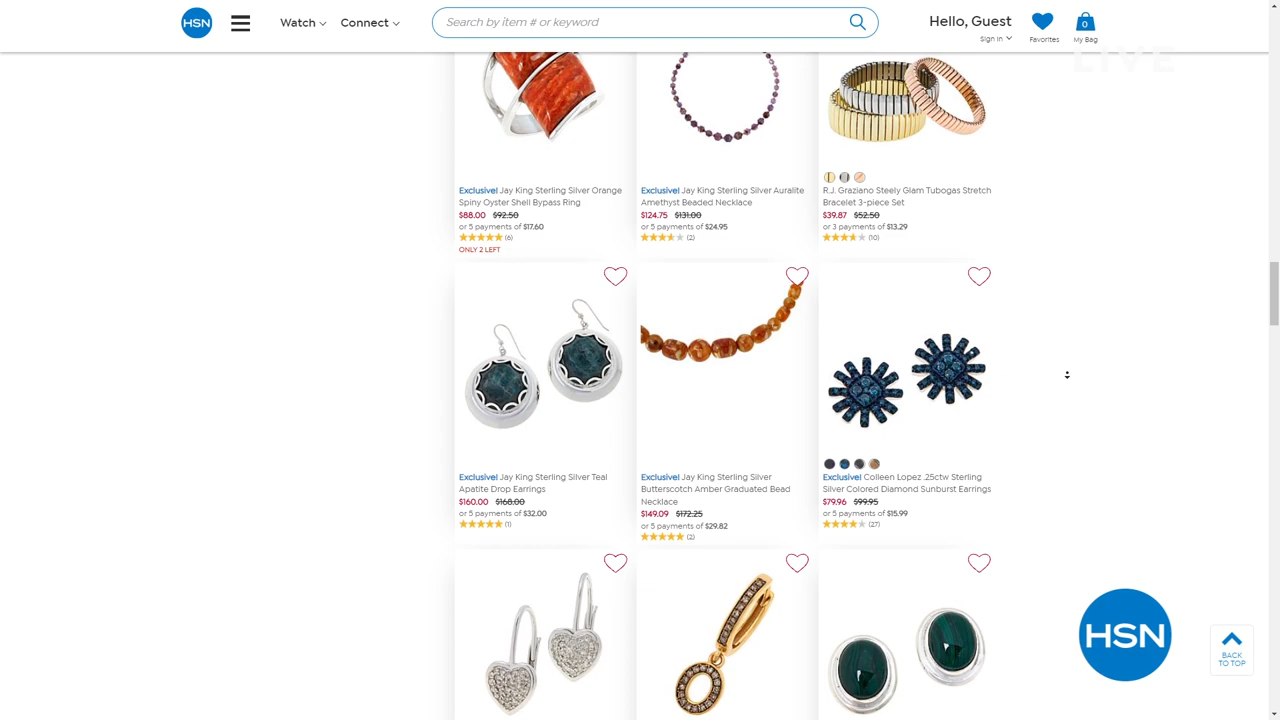 HSN
Watch
Connect
Search by item # or keyword
Hello, Guest
Sign In
Favorites
0
My Bag
LIVE
Exclusive! Jay King Sterling Silver Orange
Spiny Oyster Shell Bypass Ring
$88.00 $92.50
or 5 payments of $17.60
(6)
ONLY 2 LEFT
Exclusive! Jay King Sterling Silver Auralite
Amethyst Beaded Necklace
$124.75 $131.00
or 5 payments of $24.95
(2)
R.J. Graziano Steely Glam Tubogas Stretch
Bracelet 3-piece Set
$39.87 $52.50
or 3 payments of $13.29
(10)
Exclusive! Jay King Sterling Silver Teal
Apatite Drop Earrings
$160.00 $168.00
or 5 payments of $32.00
(1)
Exclusive! Jay King Sterling Silver
Butterscotch Amber Graduated Bead
Necklace
$149.09 $172.25
or 5 payments of $29.82
(2)
Exclusive! Colleen Lopez .25ctw Sterling
Silver Colored Diamond Sunburst Earrings
$79.96 $99.95
or 5 payments of $15.99
(27)
HSN
BACK
TO TOP